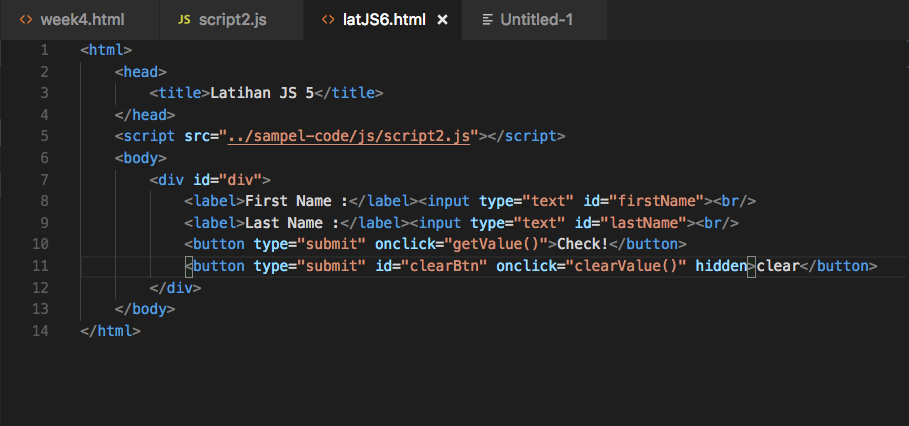 <> week4.html JS script2.js <> latJS6.html × Untitled-1
1 <html>
2 <head>
3 <title>Latihan JS 5</title>
4 </head>
5 <script src="../sampel-code/js/script2.js"></script>
6 <body>
7 <div id="div">
8 <label>First Name :</label><input type="text" id="firstName"><br/>
9 <label>Last Name :</label><input type="text" id="lastName"><br/>
10 <button type="submit" onclick="getValue()">Check!</button>
11 <button type="submit" id="clearBtn" onclick="clearValue()" hidden>clear</button>
12 </div>
13 </body>
14 </html>